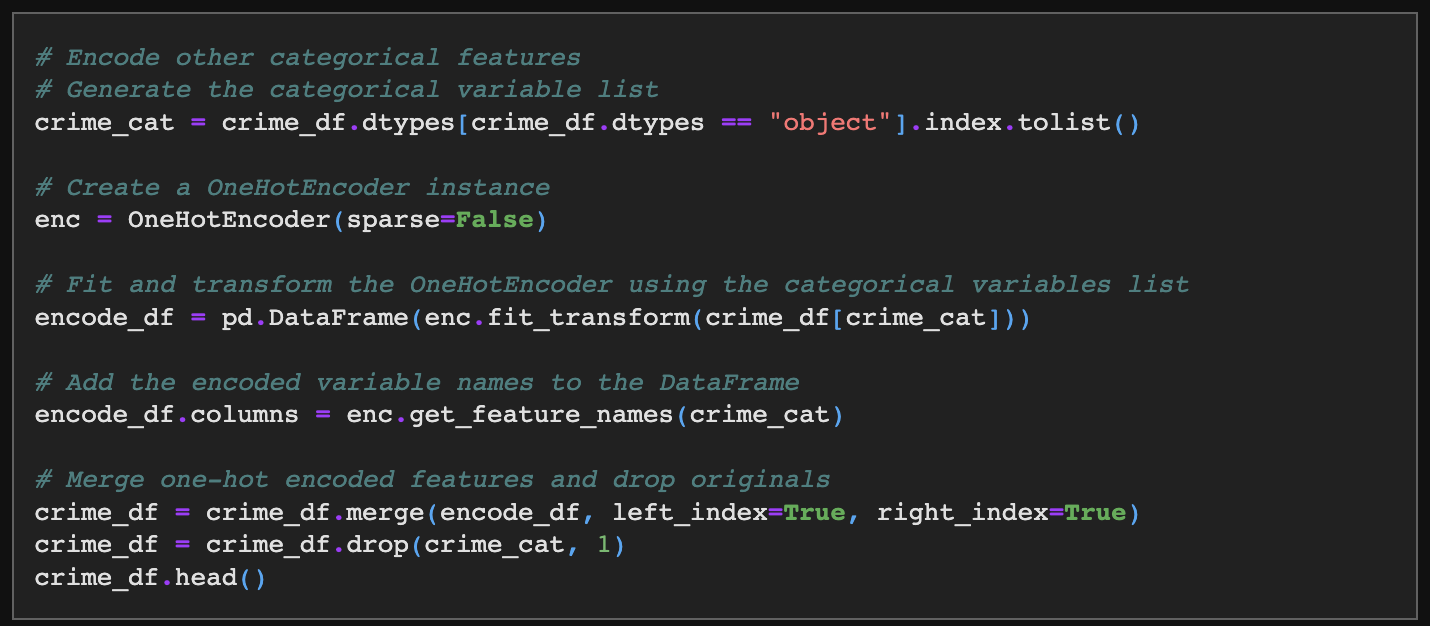 # Encode other categorical features
# Generate the categorical variable list
crime_cat = crime_df.dtypes[crime_df.dtypes == "object"].index.tolist()
# Create a OneHotEncoder instance
enc = OneHotEncoder(sparse=False)
# Fit and transform the OneHotEncoder using the categorical variables list
encode_df = pd.DataFrame(enc.fit_transform(crime_df[crime_cat]))
# Add the encoded variable names to the DataFrame
encode_df.columns = enc.get_feature_names(crime_cat)
# Merge one-hot encoded features and drop originals
crime_df = crime_df.merge(encode_df, left_index=True, right_index=True)
crime_df = crime_df.drop(crime_cat, 1)
crime_df.head()